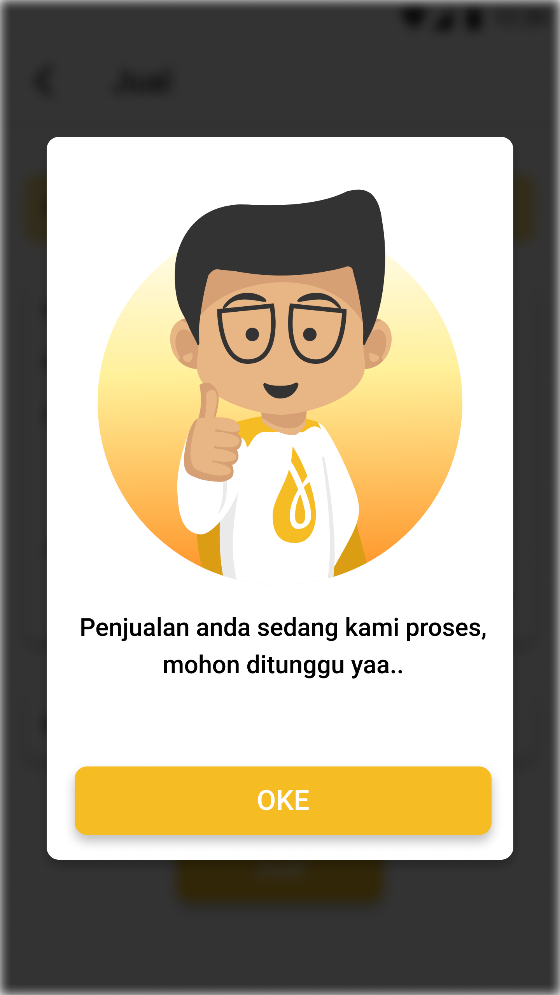 Jual
Penjualan anda sedang kami proses,
mohon ditunggu yaa..
OKE